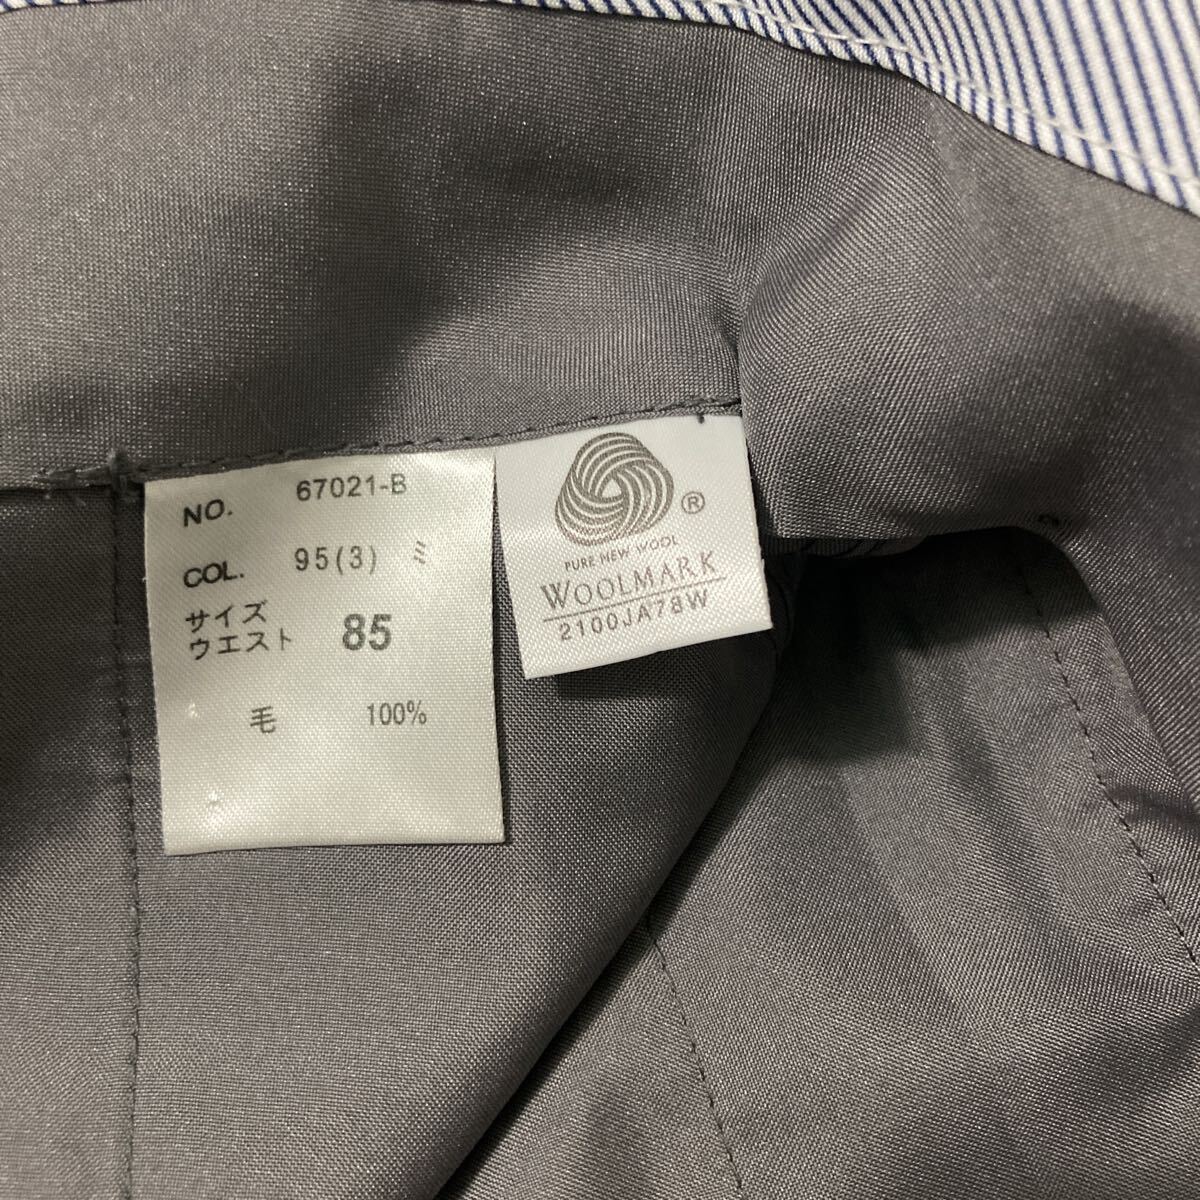 NO. 67021-B
COL. 95(3) ミ
サイズ
ウエスト 85
毛 100%
®
PURE NEW WOOL
WOOLMARK
2100JA78W